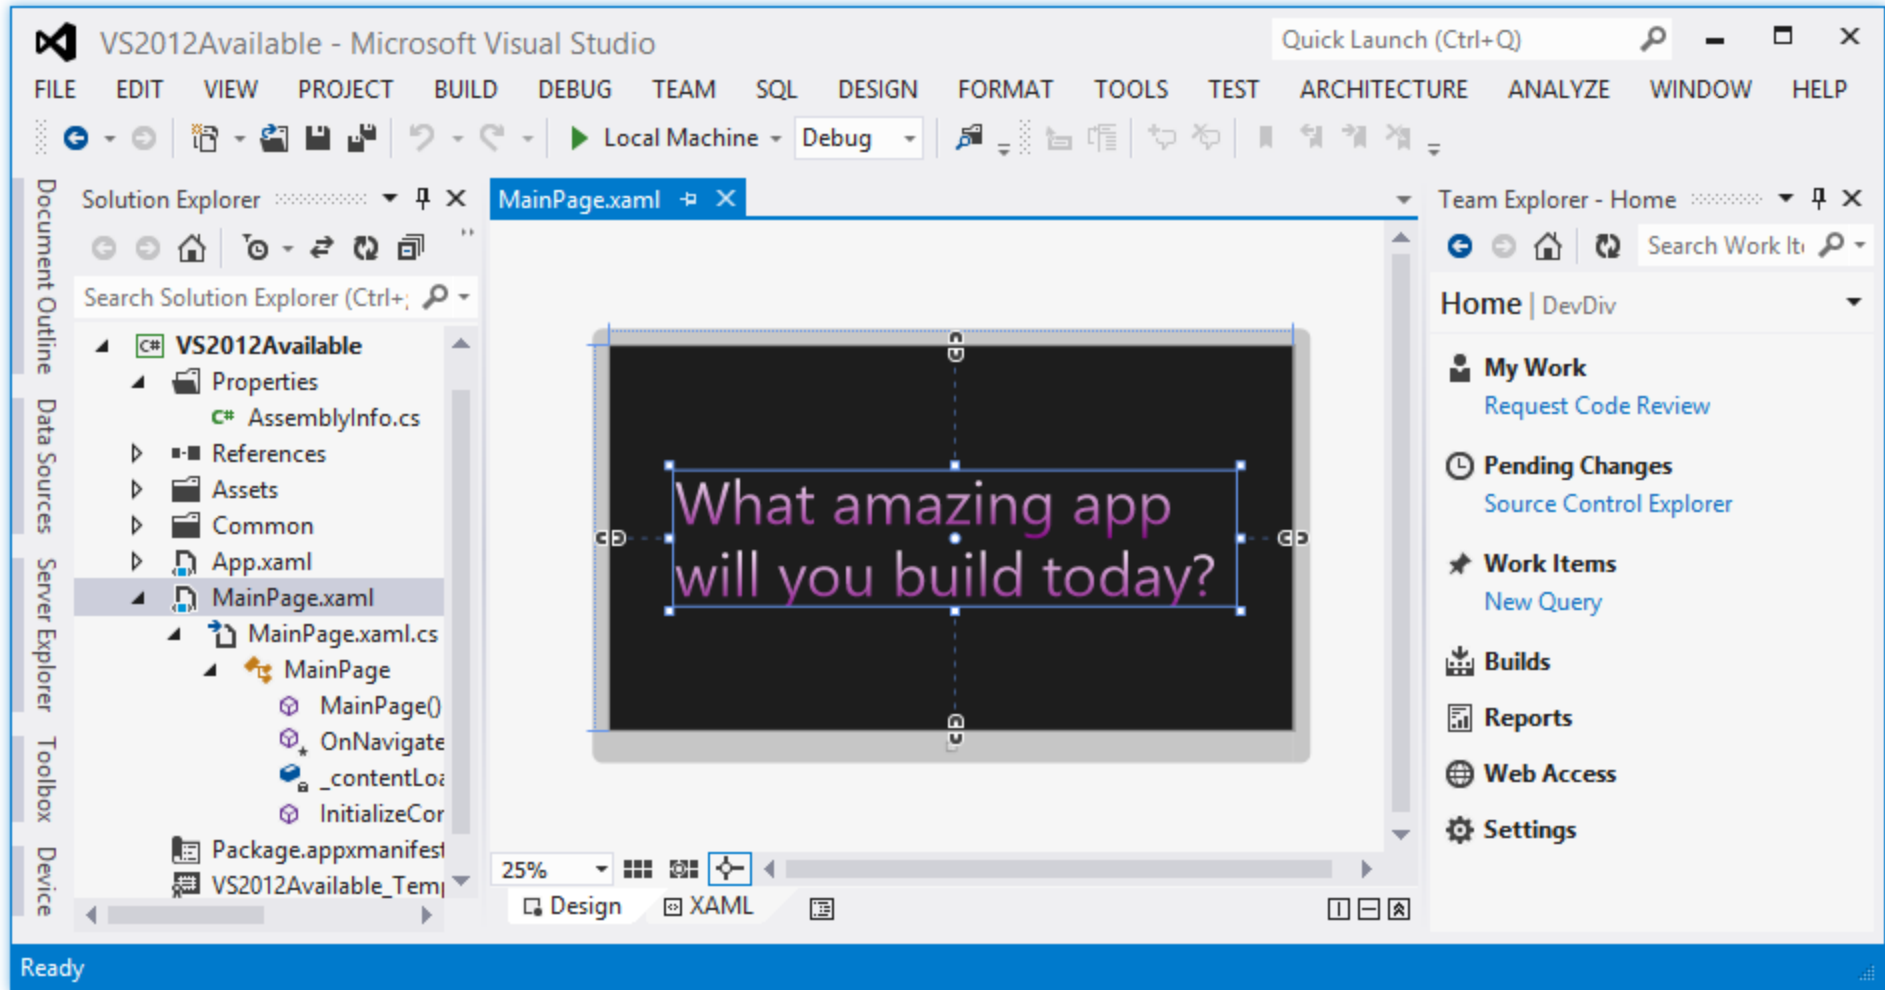 VS2012Available - Microsoft Visual Studio
Quick Launch (Ctrl+Q)
FILE EDIT VIEW PROJECT BUILD DEBUG TEAM SQL DESIGN FORMAT TOOLS TEST ARCHITECTURE ANALYZE WINDOW HELP
Local Machine Debug
Document Outline
Data Sources
Server Explorer
Toolbox
Device
Solution Explorer
Search Solution Explorer (Ctrl+;
C# VS2012Available
Properties
C# AssemblyInfo.cs
References
Assets
Common
App.xaml
MainPage.xaml
MainPage.xaml.cs
MainPage
MainPage()
OnNavigate
_contentLoa
InitializeCor
Package.appxmanifest
VS2012Available_Temp
MainPage.xaml
What amazing app
will you build today?
25%
Design XAML
Team Explorer - Home
Search Work Ite
Home | DevDiv
My Work
Request Code Review
Pending Changes
Source Control Explorer
Work Items
New Query
Builds
Reports
Web Access
Settings
Ready